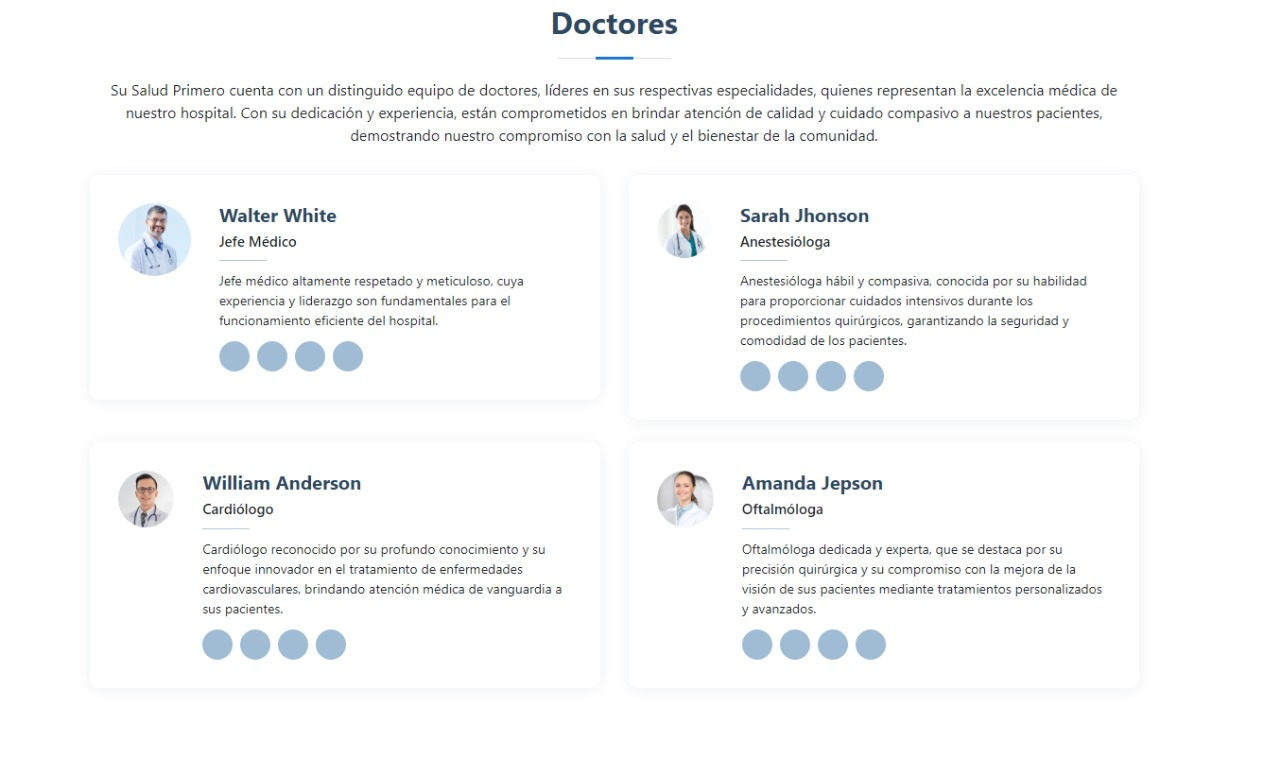 Doctores
Su Salud Primero cuenta con un distinguido equipo de doctores, líderes en sus respectivas especialidades, quienes representan la excelencia médica de
nuestro hospital. Con su dedicación y experiencia, están comprometidos en brindar atención de calidad y cuidado compasivo a nuestros pacientes,
demostrando nuestro compromiso con la salud y el bienestar de la comunidad.
Walter White
Jefe Médico
Jefe médico altamente respetado y meticuloso, cuya
experiencia y liderazgo son fundamentales para el
funcionamiento eficiente del hospital.
Sarah Jhonson
Anestesióloga
Anestesióloga hábil y compasiva, conocida por su habilidad
para proporcionar cuidados intensivos durante los
procedimientos quirúrgicos, garantizando la seguridad y
comodidad de los pacientes.
William Anderson
Cardiólogo
Cardiólogo reconocido por su profundo conocimiento y su
enfoque innovador en el tratamiento de enfermedades
cardiovasculares, brindando atención médica de vanguardia a
sus pacientes.
Amanda Jepson
Oftalmóloga
Oftalmóloga dedicada y experta, que se destaca por su
precisión quirúrgica y su compromiso con la mejora de la
visión de sus pacientes mediante tratamientos personalizados
y avanzados.